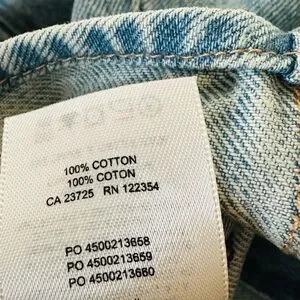 100% COTTON
100% COTON
CA 23725 RN 122354
PO 4500213658
PO 4500213659
PO 4500213660